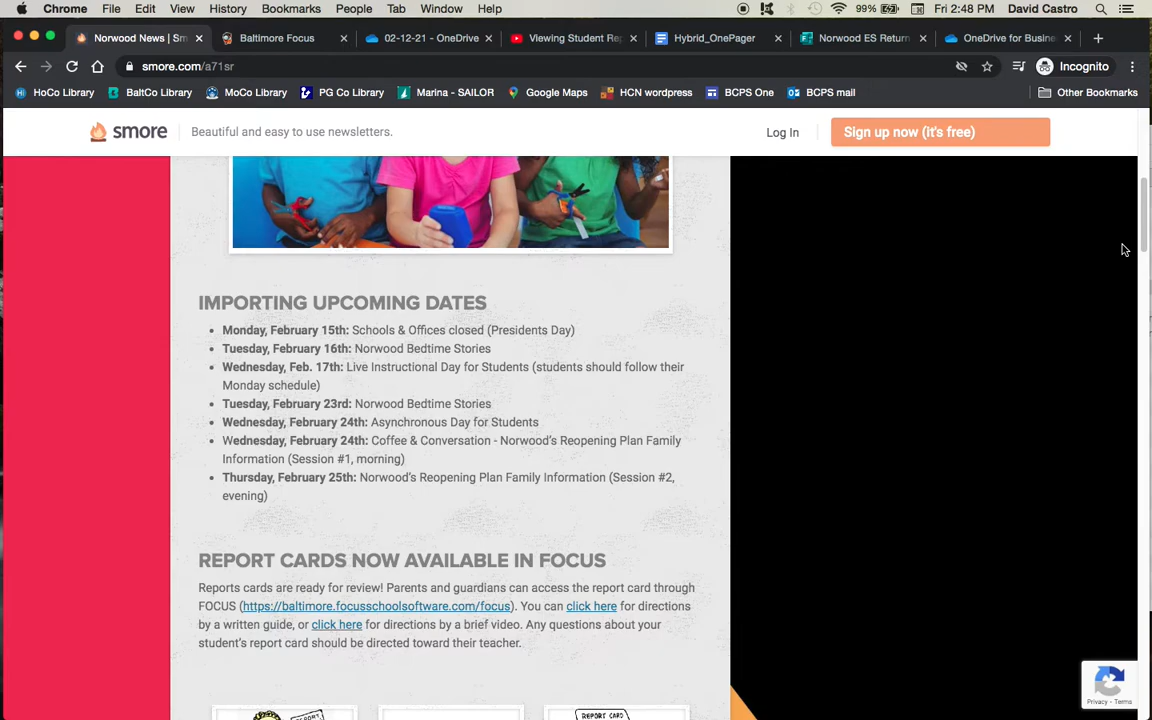 Chrome File Edit View History Bookmarks People Tab Window Help 99% Fri 2:48 PM David Castro
Norwood News | Sm Baltimore Focus 02-12-21 - OneDrive Viewing Student Rep Hybrid_OnePager Norwood ES Return OneDrive for Busine
smore.com/a71sr Incognito
HoCo Library BaltCo Library MoCo Library PG Co Library Marina - SAILOR Google Maps HCN wordpress BCPS One BCPS mail Other Bookmarks
smore Beautiful and easy to use newsletters. Log In Sign up now (it's free)
IMPORTING UPCOMING DATES
Monday, February 15th: Schools & Offices closed (Presidents Day)
Tuesday, February 16th: Norwood Bedtime Stories
Wednesday, Feb. 17th: Live Instructional Day for Students (students should follow their
Monday schedule)
Tuesday, February 23rd: Norwood Bedtime Stories
Wednesday, February 24th: Asynchronous Day for Students
Wednesday, February 24th: Coffee & Conversation - Norwood's Reopening Plan Family
Information (Session #1, morning)
Thursday, February 25th: Norwood's Reopening Plan Family Information (Session #2,
evening)
REPORT CARDS NOW AVAILABLE IN FOCUS
Reports cards are ready for review! Parents and guardians can access the report card through
FOCUS (https://baltimore.focusschoolsoftware.com/focus). You can click here for directions
by a written guide, or click here for directions by a brief video. Any questions about your
student's report card should be directed toward their teacher.
REPORT CARD
Privacy - Terms